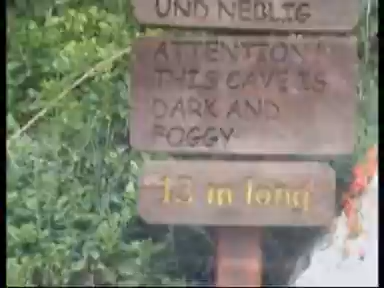 UND NEBLIG
ATTENTION!
THIS CAVE IS
DARK AND
FOGGY
13 m long